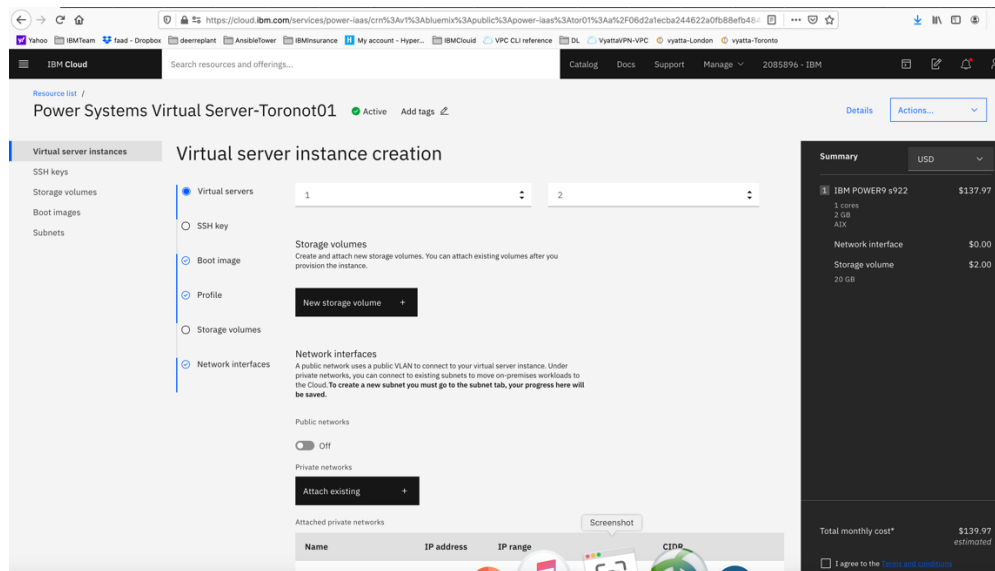 https://cloud.ibm.com/services/power-iaas/crn%3Av1%3Abluemix%3Apublic%3Apower-iaas%3Ator01%3Aa%2F06d2a1ecba244622a0fb88efb484
Yahoo IBMTeam faad - Dropbox deerreplant AnsibleTower IBMInsurance My account - Hyper... IBMClouid VPC CLI reference DL VyattaVPN-VPC vyatta-London vyatta-Toronto
IBM Cloud Search resources and offerings... Catalog Docs Support Manage 2085896 - IBM
Resource list /
Power Systems Virtual Server-Toronot01 Active Add tags Details Actions...
Virtual server instances
SSH keys
Storage volumes
Boot images
Subnets
Virtual server instance creation
Virtual servers
SSH key
Boot image
Profile
Storage volumes
Network interfaces
1 2
Storage volumes
Create and attach new storage volumes. You can attach existing volumes after you
provision the instance.
New storage volume +
Network interfaces
A public network uses a public VLAN to connect to your virtual server instance. Under
private networks, you can connect to existing subnets to move on-premises workloads to
the Cloud. To create a new subnet you must go to the subnet tab, your progress here will
be saved.
Public networks
Off
Private networks
Attach existing +
Attached private networks
Screenshot
Name IP address IP range CIDR
Summary USD
1 IBM POWER9 s922 $137.97
1 cores
2 GB
AIX
Network interface $0.00
Storage volume $2.00
20 GB
Total monthly cost* $139.97
estimated
I agree to the Terms and conditions